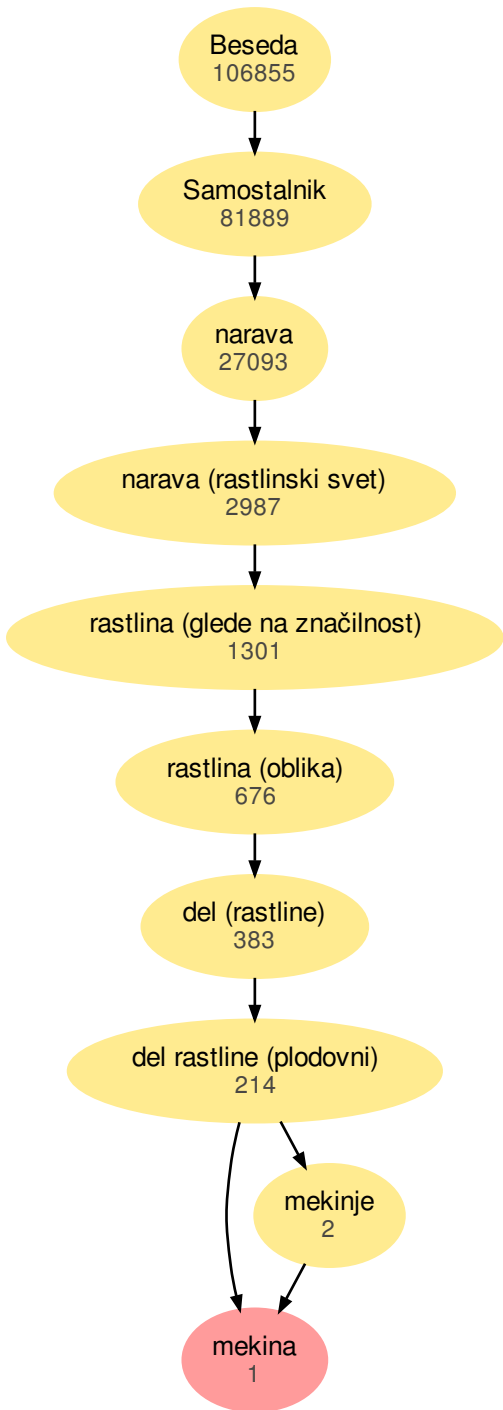 Beseda
106855
Samostalnik
81889
narava
27093
narava (rastlinski svet)
2987
rastlina (glede na značilnost)
1301
rastlina (oblika)
676
del (rastline)
383
del rastline (plodovni)
214
mekinje
2
mekina
1